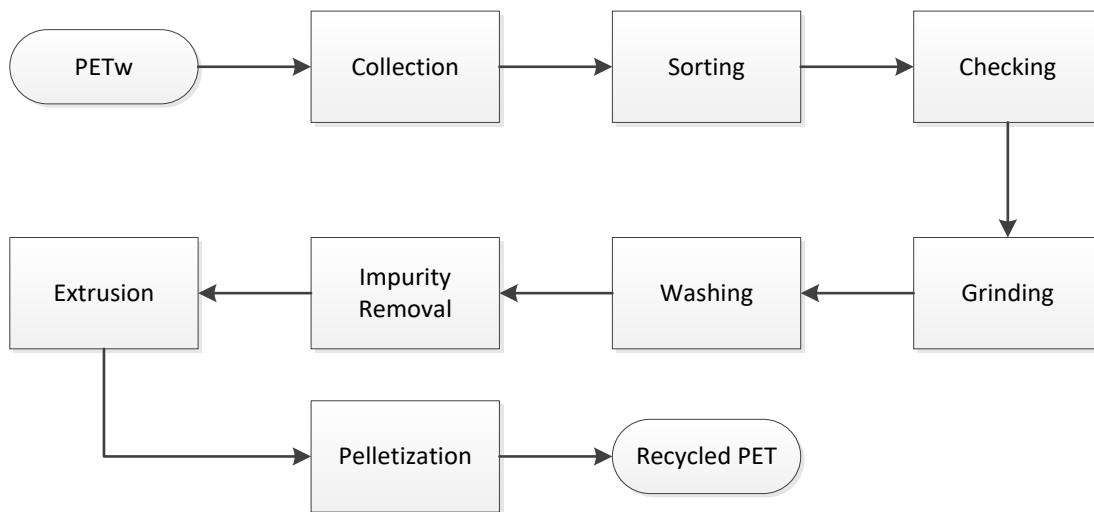 PETw
Collection
Sorting
Checking
Grinding
Washing
Impurity
Removal
Extrusion
Pelletization
Recycled PET